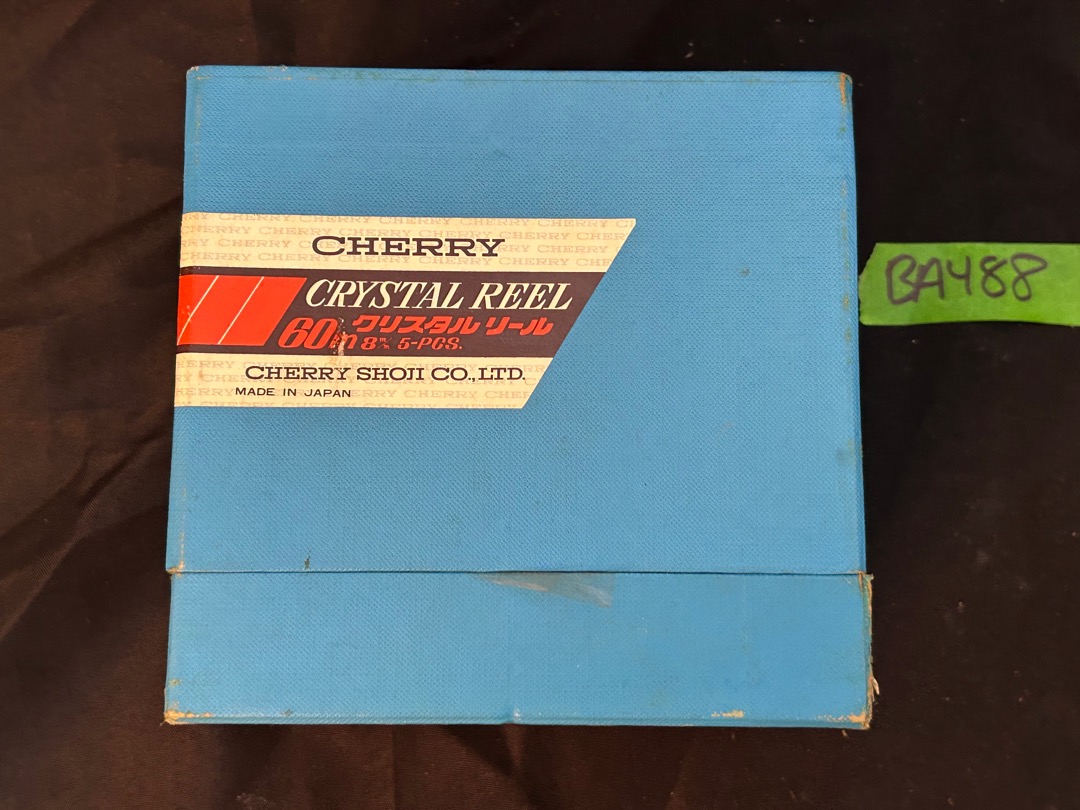 CHERRY
CRYSTAL REEL
クリスタル リール
60m 8m/m 5-PCS.
CHERRY SHOJI CO.,LTD.
MADE IN JAPAN
BA488